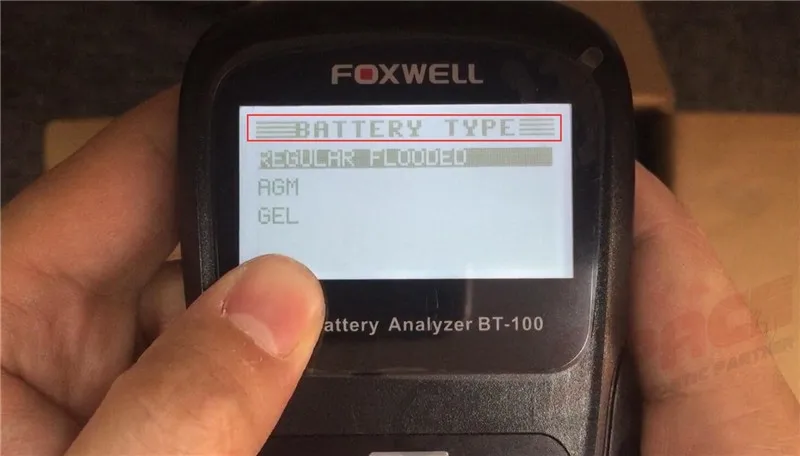 FOXWELL
BATTERY TYPE
REGULAR FLOODED
AGM
GEL
attery Analyzer BT-100